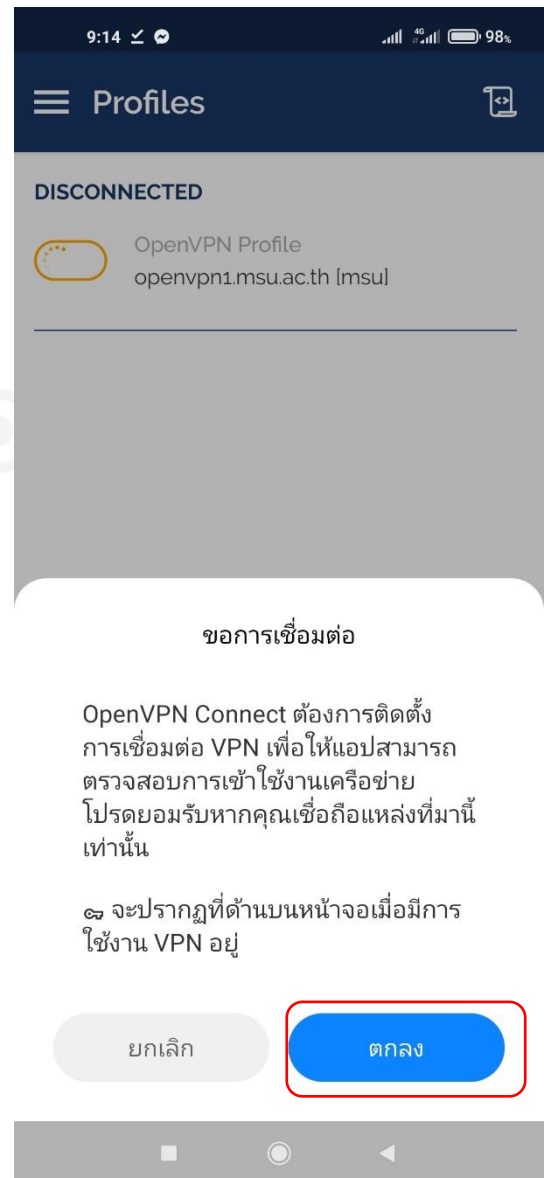 9:14 4G 98%
Profiles
DISCONNECTED
OpenVPN Profile
openvpn1.msu.ac.th [msu]
ขอการเชื่อมต่อ
OpenVPN Connect ต้องการติดตั้ง
การเชื่อมต่อ VPN เพื่อให้แอปสามารถ
ตรวจสอบการเข้าใช้งานเครือข่าย
โปรดยอมรับหากคุณเชื่อถือแหล่งที่มานี้
เท่านั้น
จะปรากฏที่ด้านบนหน้าจอเมื่อมีการ
ใช้งาน VPN อยู่
ยกเลิก ตกลง